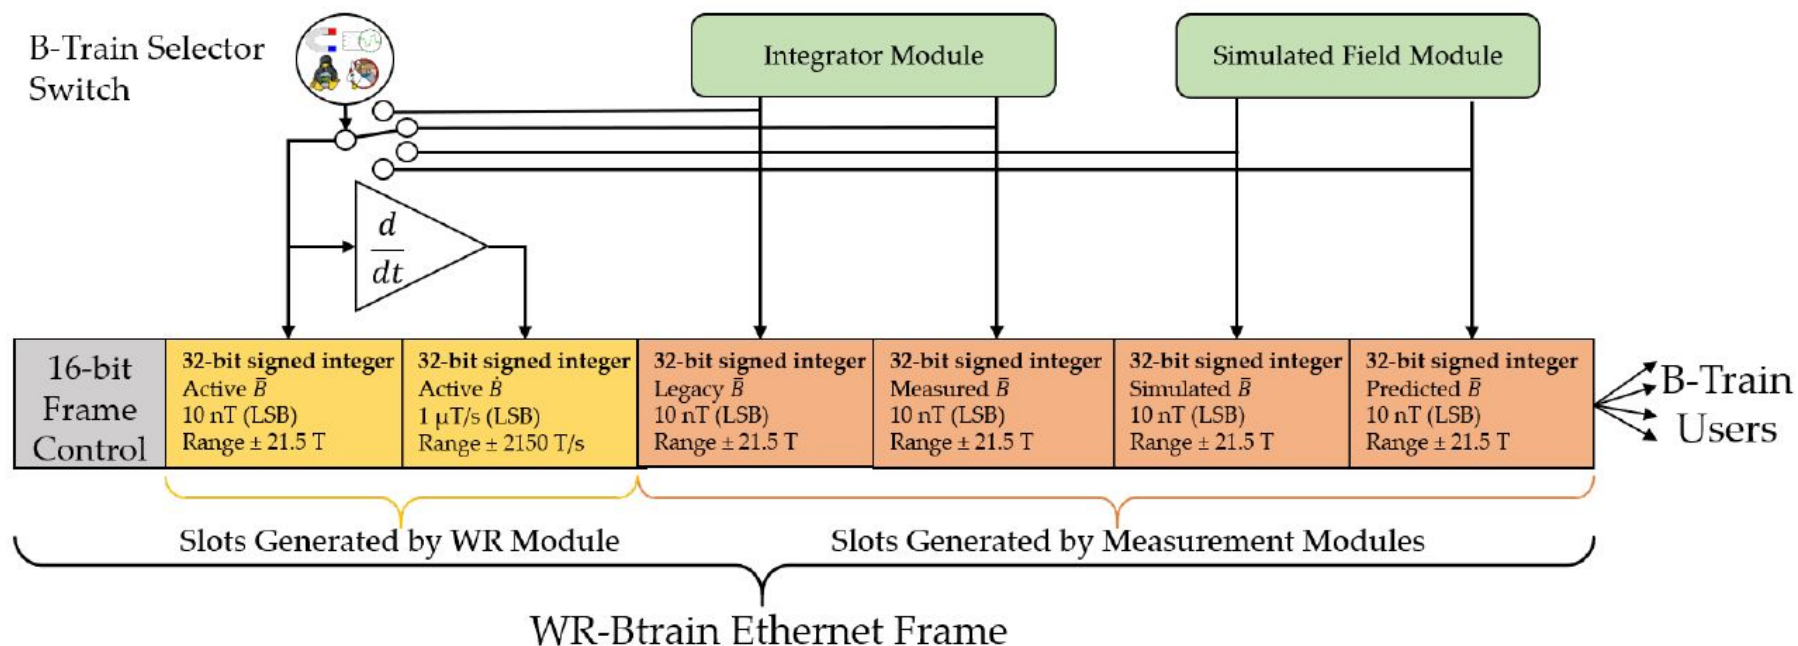 B-Train Selector
Switch
Integrator Module
Simulated Field Module
d
dt
16-bit
Frame
Control
32-bit signed integer
Active B̄
10 nT (LSB)
Range ± 21.5 T
32-bit signed integer
Active Ḃ
1 μT/s (LSB)
Range ± 2150 T/s
32-bit signed integer
Legacy B̄
10 nT (LSB)
Range ± 21.5 T
32-bit signed integer
Measured B̄
10 nT (LSB)
Range ± 21.5 T
32-bit signed integer
Simulated B̄
10 nT (LSB)
Range ± 21.5 T
32-bit signed integer
Predicted B̄
10 nT (LSB)
Range ± 21.5 T
B-Train
Users
Slots Generated by WR Module
Slots Generated by Measurement Modules
WR-Btrain Ethernet Frame